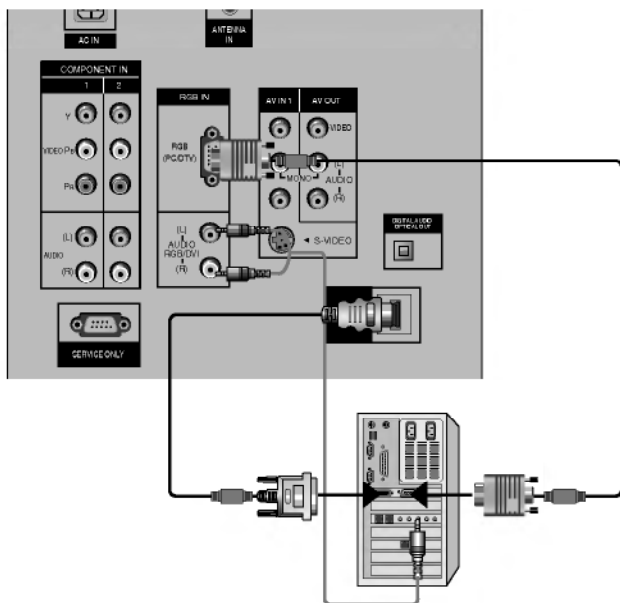 AC IN
ANTENNA
IN
COMPONENT IN
1
2
Y
VIDEO PB
PR
(L)
AUDIO
(R)
RGB IN
RGB
(PC/DTV)
(L)
AUDIO
RGB/DVI
(R)
AV IN 1
AV OUT
VIDEO
(L)
MONO
AUDIO
(R)
S-VIDEO
DIGITAL AUDIO
OPTICAL OUT
SERVICE ONLY